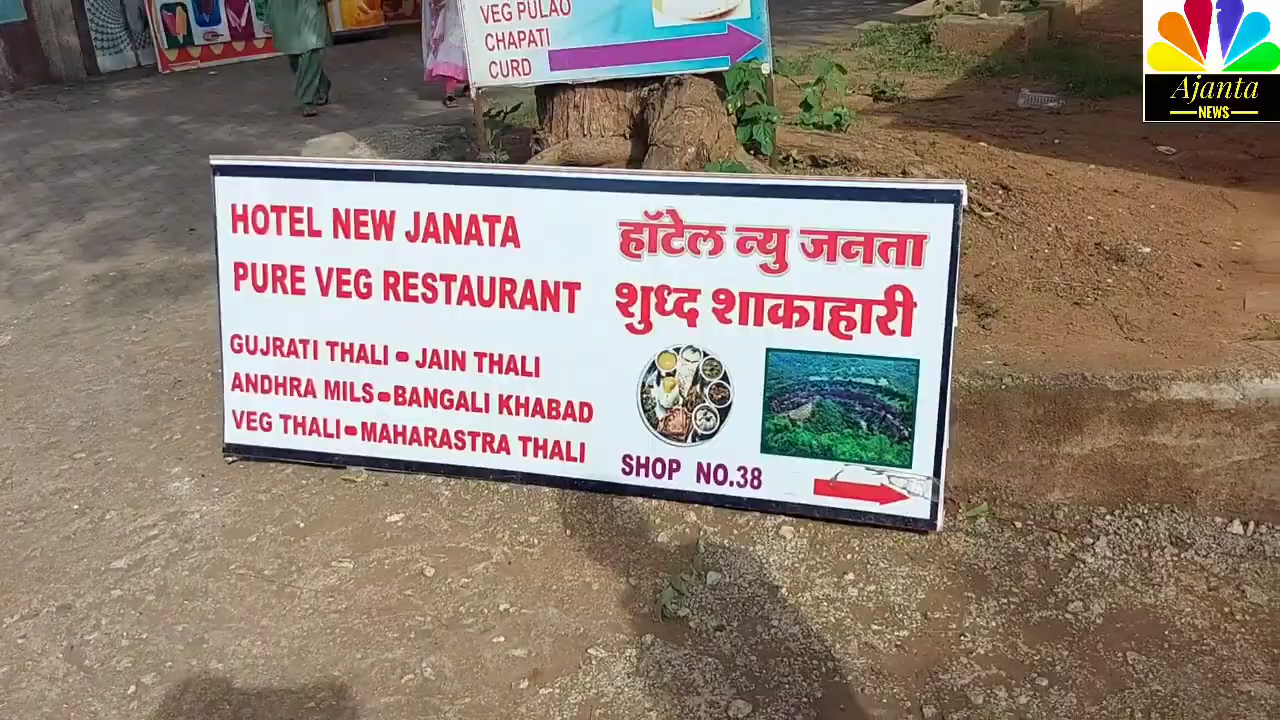 VEG PULAO
CHAPATI
CURD
Ajanta
NEWS
HOTEL NEW JANATA
PURE VEG RESTAURANT
GUJRATI THALI - JAIN THALI
ANDHRA MILS - BANGALI KHABAD
VEG THALI - MAHARASTRA THALI
हॉटेल न्यु जनता
शुध्द शाकाहारी
SHOP NO.38